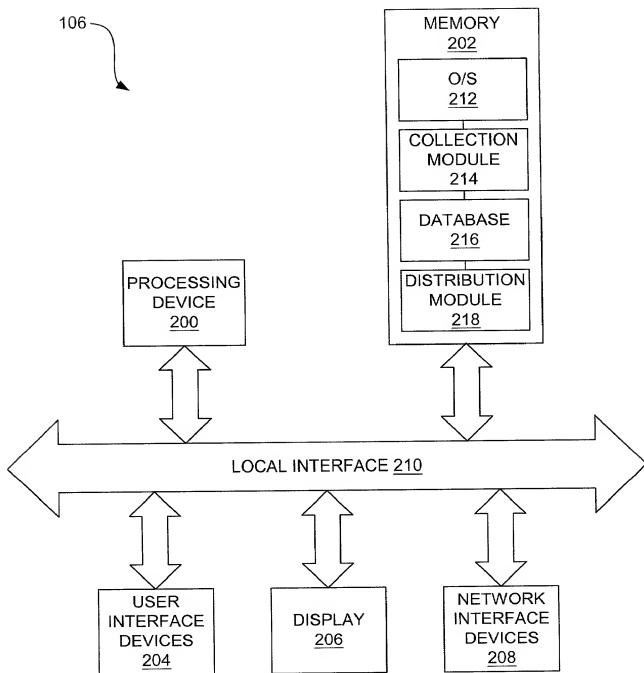 106
MEMORY
202
O/S
212
COLLECTION
MODULE
214
DATABASE
216
DISTRIBUTION
MODULE
218
PROCESSING
DEVICE
200
LOCAL INTERFACE 210
USER
INTERFACE
DEVICES 204
DISPLAY
206
NETWORK
INTERFACE
DEVICES 208